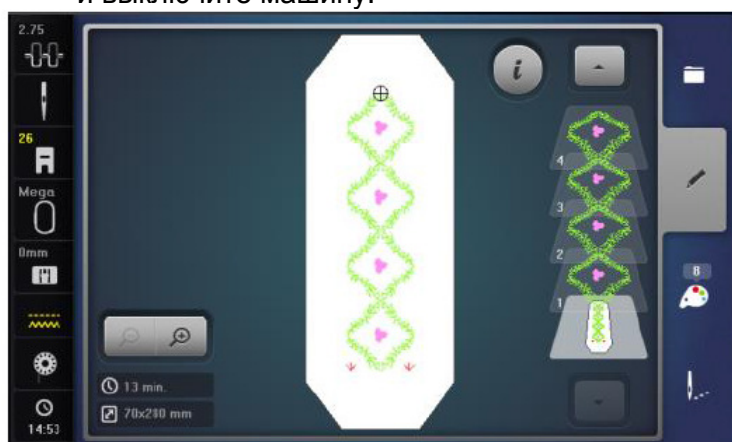 и выключите машину.
2.75
26
Mega
0mm
14:53
i
4
3
2
1
8
13 min.
70x280 mm